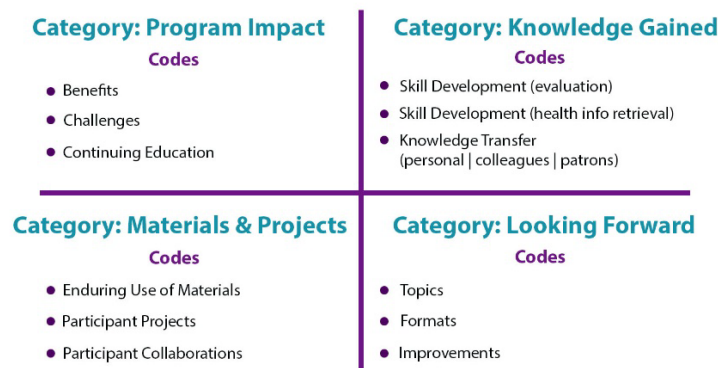 Category: Program Impact
Codes
Benefits
Challenges
Continuing Education
Category: Knowledge Gained
Codes
Skill Development (evaluation)
Skill Development (health info retrieval)
Knowledge Transfer
(personal | colleagues | patrons)
Category: Materials & Projects
Codes
Enduring Use of Materials
Participant Projects
Participant Collaborations
Category: Looking Forward
Codes
Topics
Formats
Improvements